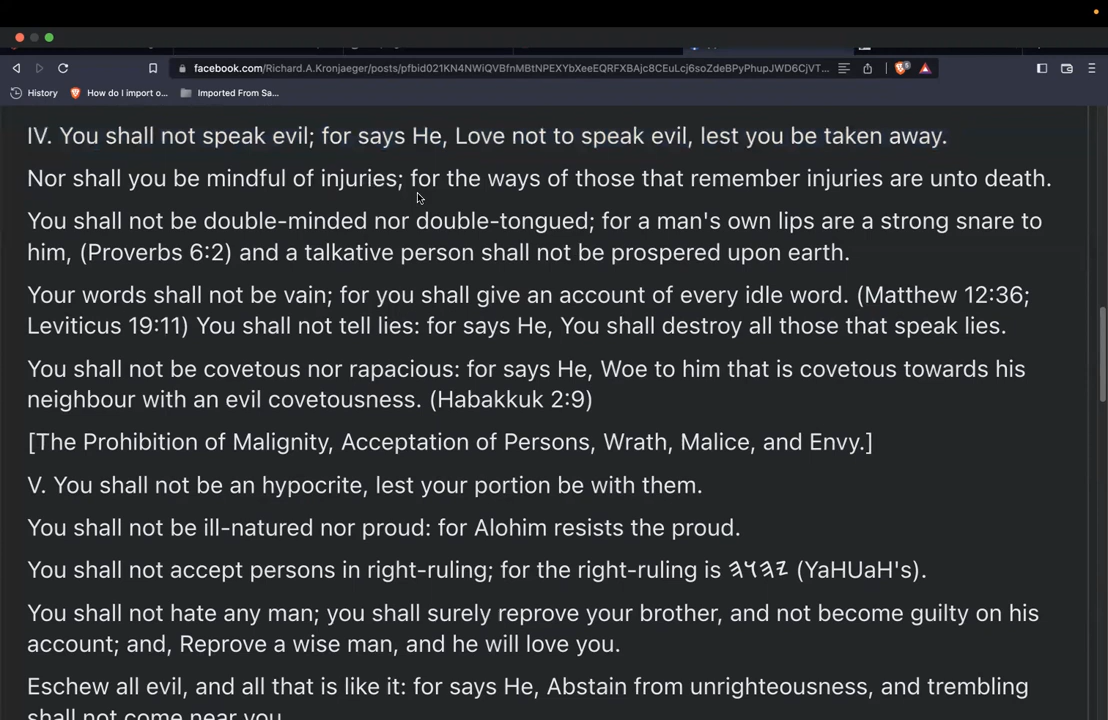 facebook.com/Richard.A.Kronjaeger/posts/pfbid021KN4NWiQVBfnMBtNPEXYbXeeEQRFXBAjc8CEuLcj6soZdeBPyPhupJWD6CjVT...
History How do I import o... Imported From Sa...
IV. You shall not speak evil; for says He, Love not to speak evil, lest you be taken away.
Nor shall you be mindful of injuries; for the ways of those that remember injuries are unto death.
You shall not be double-minded nor double-tongued; for a man's own lips are a strong snare to
him, (Proverbs 6:2) and a talkative person shall not be prospered upon earth.
Your words shall not be vain; for you shall give an account of every idle word. (Matthew 12:36;
Leviticus 19:11) You shall not tell lies: for says He, You shall destroy all those that speak lies.
You shall not be covetous nor rapacious: for says He, Woe to him that is covetous towards his
neighbour with an evil covetousness. (Habakkuk 2:9)
[The Prohibition of Malignity, Acceptation of Persons, Wrath, Malice, and Envy.]
V. You shall not be an hypocrite, lest your portion be with them.
You shall not be ill-natured nor proud: for Alohim resists the proud.
You shall not accept persons in right-ruling; for the right-ruling is 𐤄𐤅𐤄𐤉 (YaHUaH's).
You shall not hate any man; you shall surely reprove your brother, and not become guilty on his
account; and, Reprove a wise man, and he will love you.
Eschew all evil, and all that is like it: for says He, Abstain from unrighteousness, and trembling
shall not come near you.